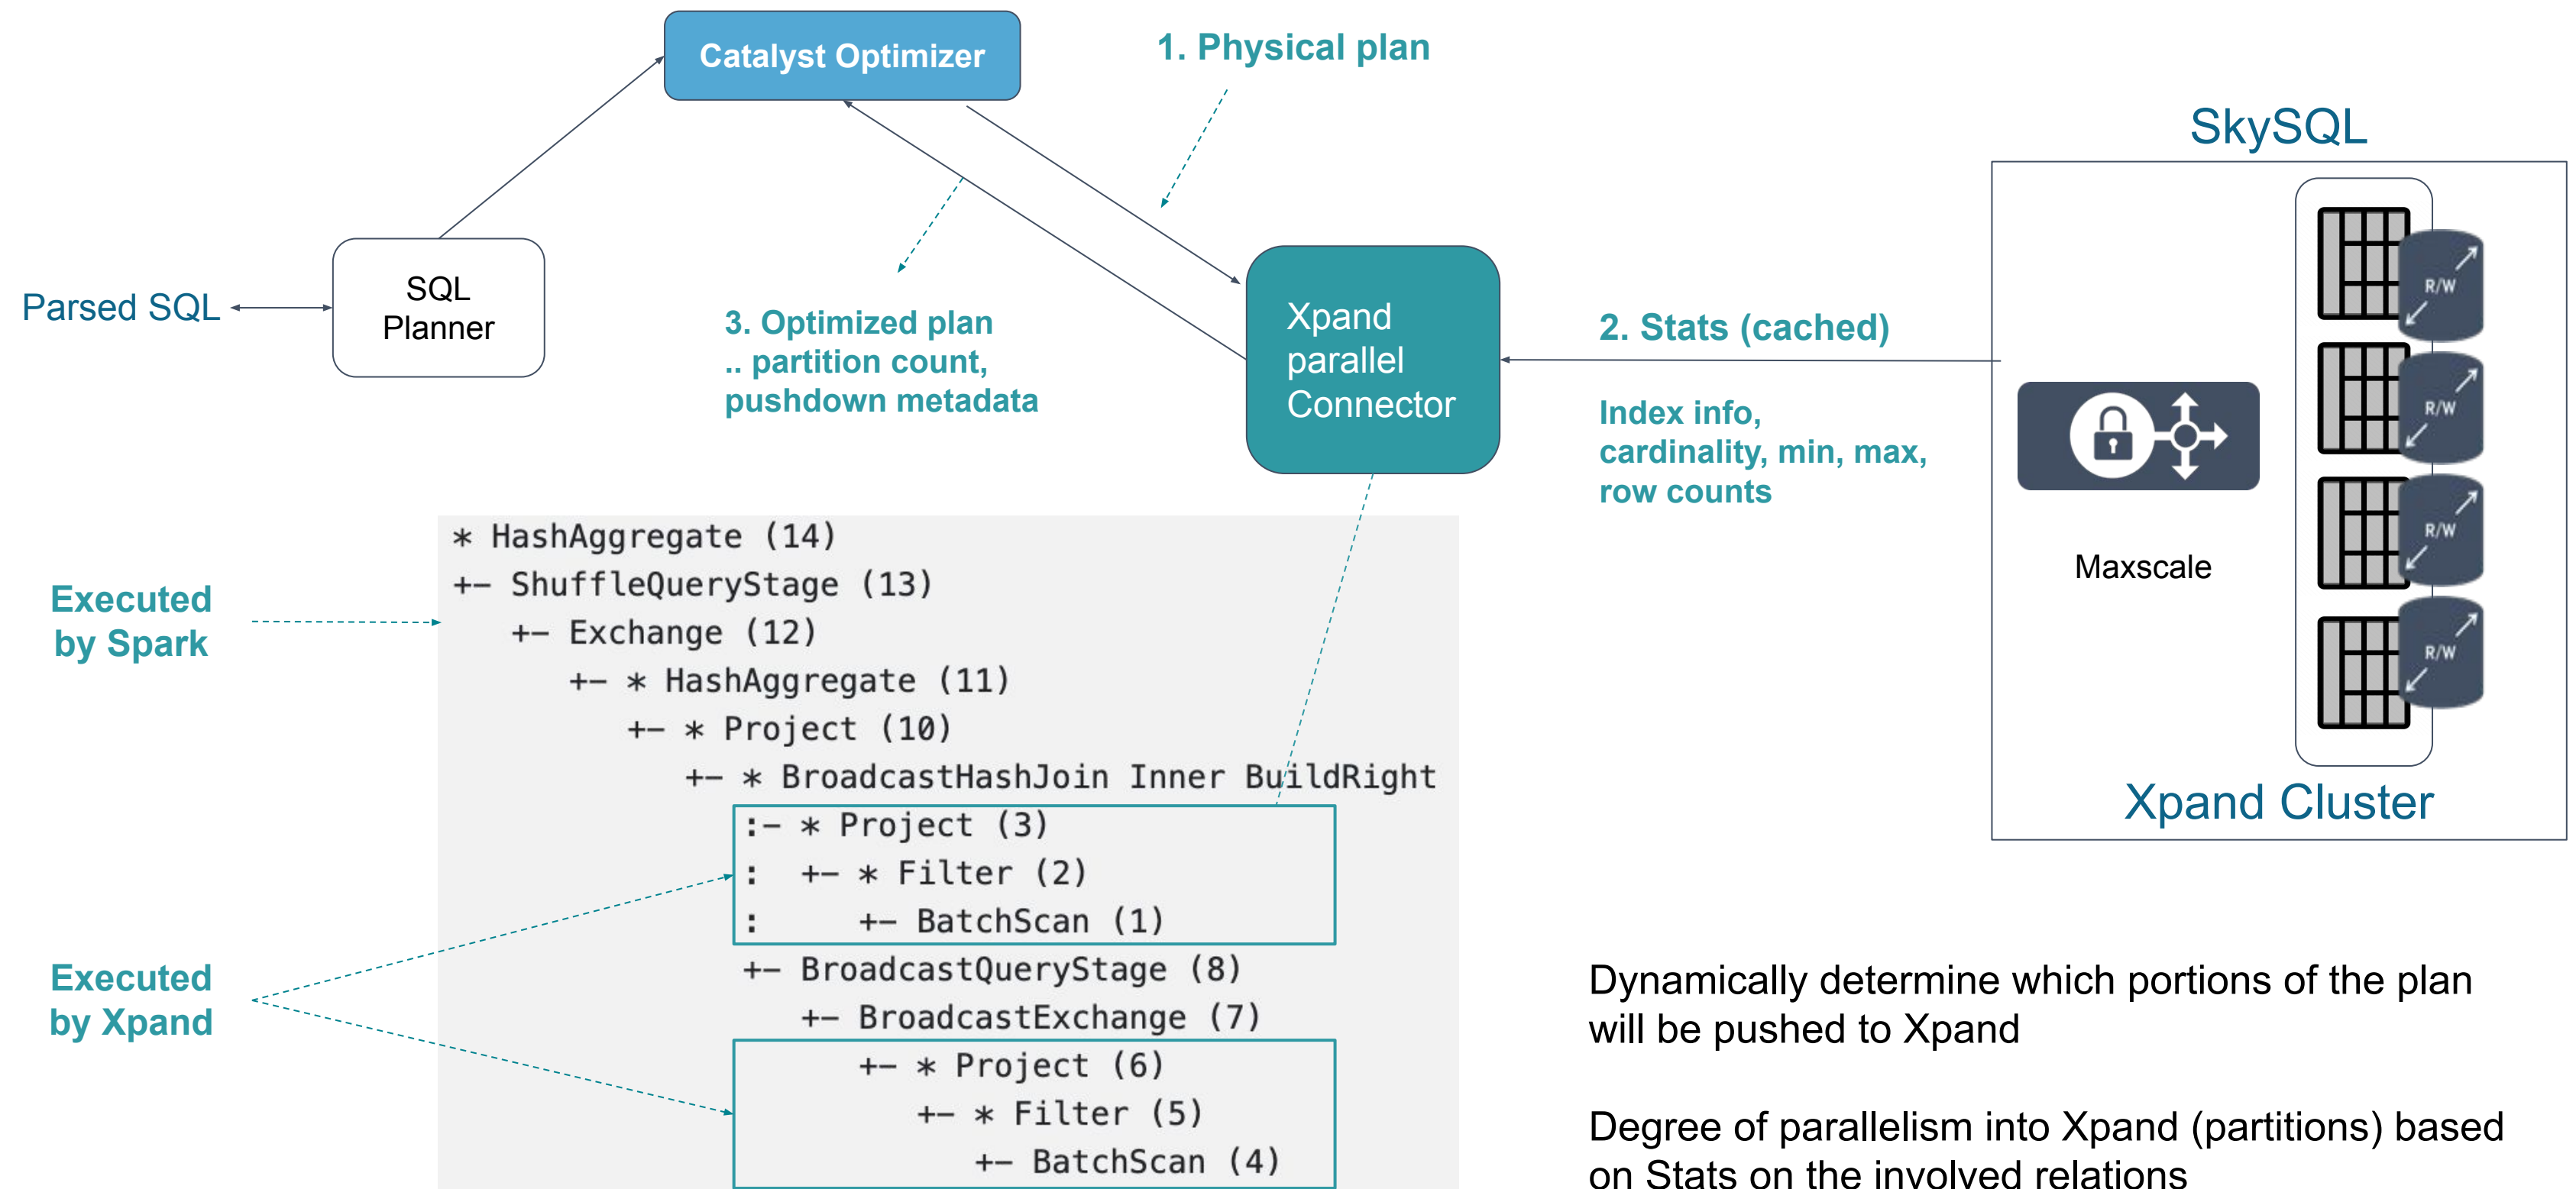 Catalyst Optimizer
1. Physical plan
SkySQL
Parsed SQL
SQL
Planner
3. Optimized plan
.. partition count,
pushdown metadata
Xpand
parallel
Connector
2. Stats (cached)
Index info,
cardinality, min, max,
row counts
R/W
R/W
R/W
R/W
Maxscale
Xpand Cluster
Executed
by Spark
Executed
by Xpand
* HashAggregate (14)
+- ShuffleQueryStage (13)
+- Exchange (12)
+- * HashAggregate (11)
+- * Project (10)
+- * BroadcastHashJoin Inner BuildRight
:- * Project (3)
: +- * Filter (2)
: +- BatchScan (1)
+- BroadcastQueryStage (8)
+- BroadcastExchange (7)
+- * Project (6)
+- * Filter (5)
+- BatchScan (4)
Dynamically determine which portions of the plan
will be pushed to Xpand
Degree of parallelism into Xpand (partitions) based
on Stats on the involved relations